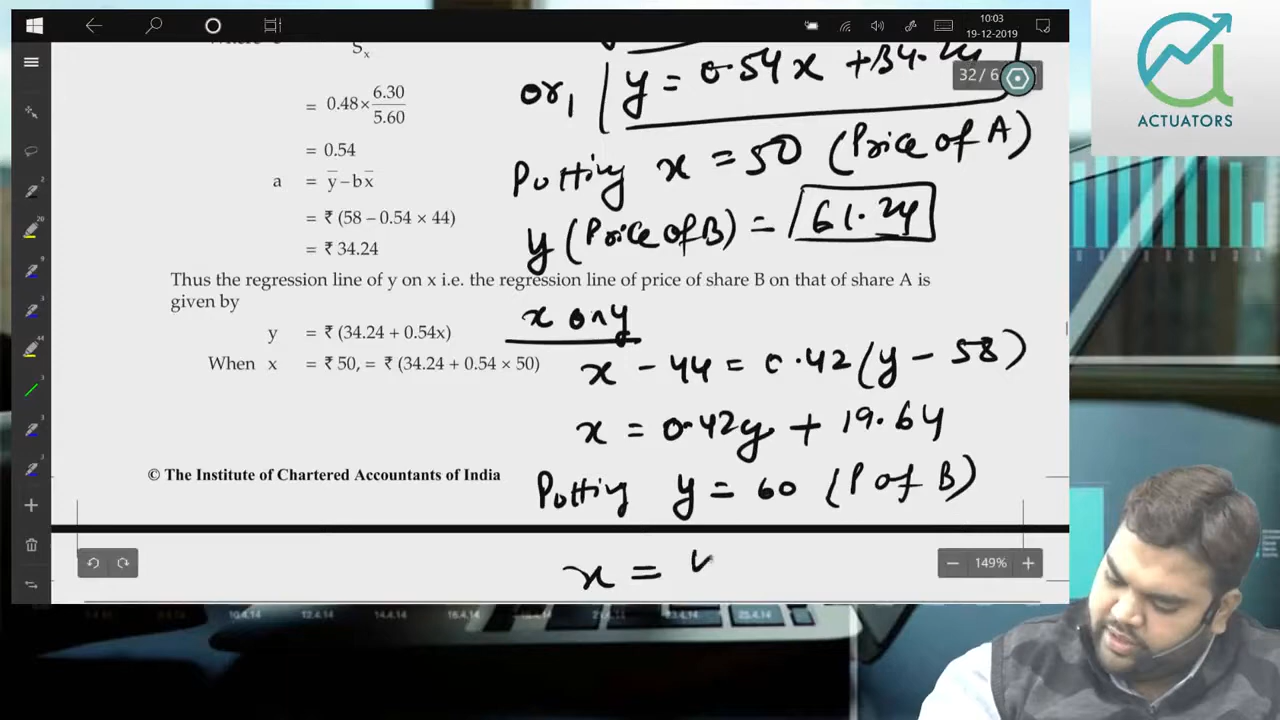 10:03
19-12-2019
ACTUATORS
32 / 6
Sx
= 0.48 × 6.30
5.60
= 0.54
a = y̅ – bx̅
= ₹ (58 – 0.54 × 44)
= ₹ 34.24
or, y = 0.54x + 34.24
Putting x = 50 (Price of A)
y (Price of B) = 61.24
Thus the regression line of y on x i.e. the regression line of price of share B on that of share A is
given by
y = ₹ (34.24 + 0.54x)
When x = ₹ 50, = ₹ (34.24 + 0.54 × 50)
x on y
x - 44 = 0.42 (y - 58)
x = 0.42y + 19.64
Putting y = 60 (P of B)
© The Institute of Chartered Accountants of India
x =
149%